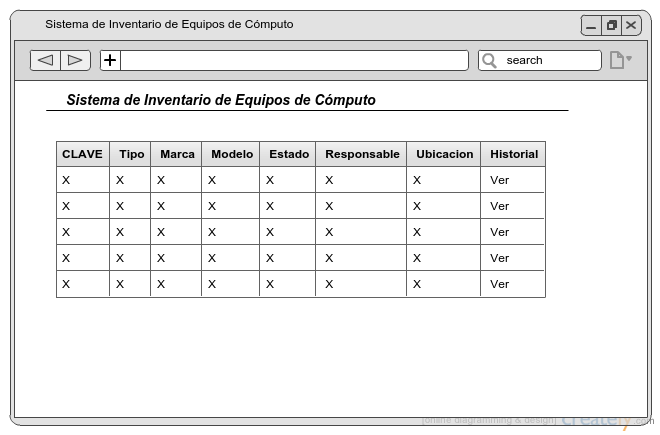 Sistema de Inventario de Equipos de Cómputo
search
Sistema de Inventario de Equipos de Cómputo
CLAVE Tipo Marca Modelo Estado Responsable Ubicacion Historial
X X X X X X X Ver
X X X X X X X Ver
X X X X X X X Ver
X X X X X X X Ver
X X X X X X X Ver
[online diagramming & design] creately.com